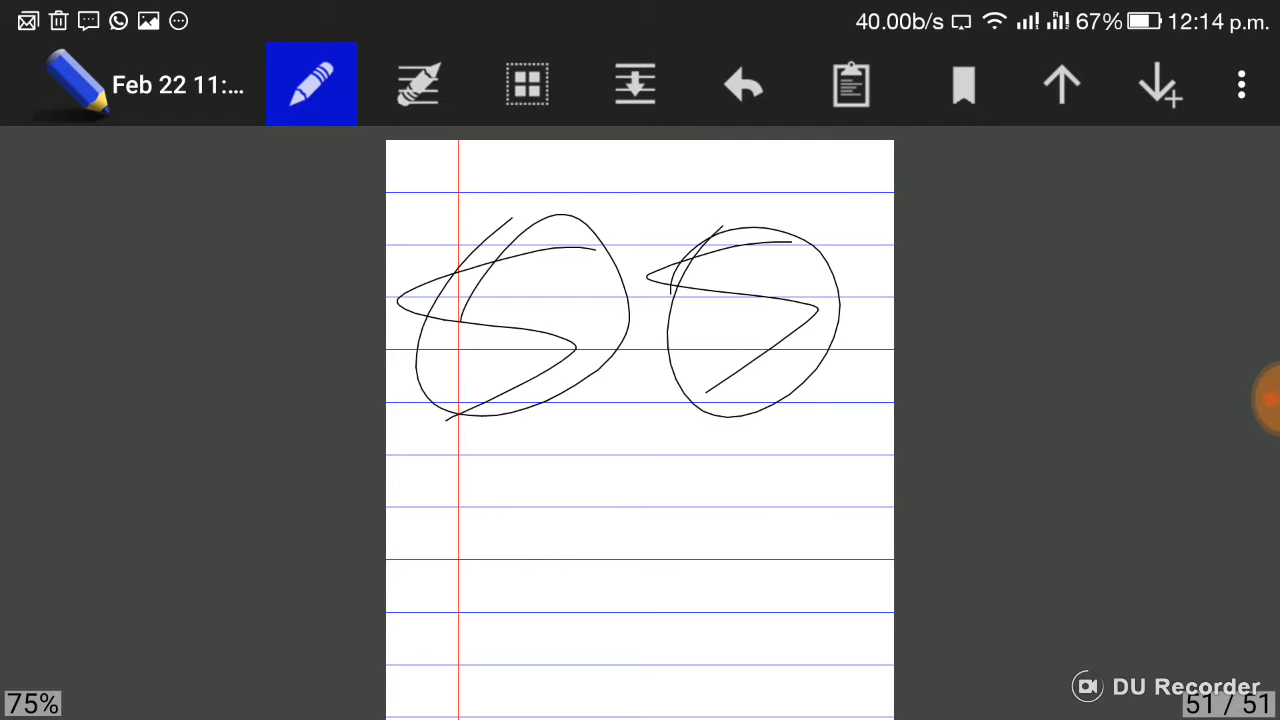 40.00b/s 67% 12:14 p.m.
Feb 22 11:...
S S
75%
DU Recorder
51 / 51